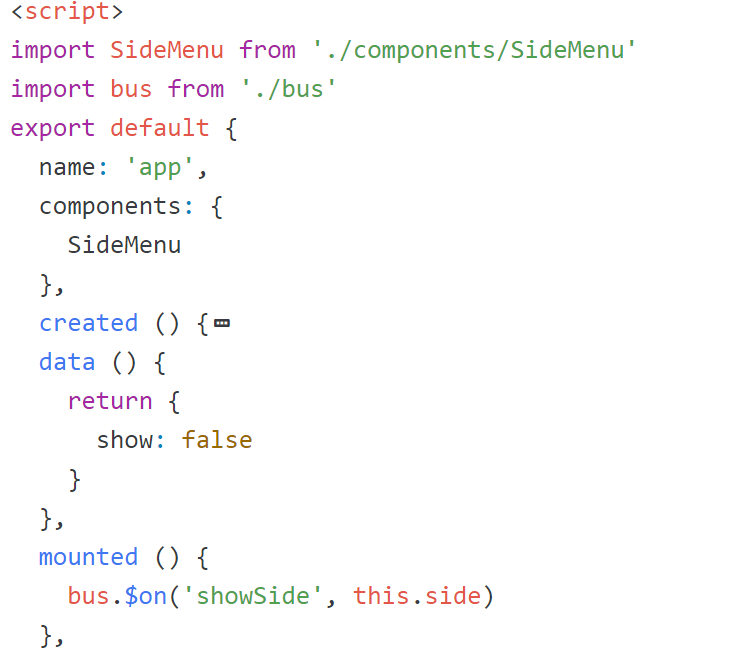 <script>
import SideMenu from './components/SideMenu'
import bus from './bus'
export default {
  name: 'app',
  components: {
    SideMenu
  },
  created () {⋯
  data () {
    return {
      show: false
    }
  },
  mounted () {
    bus.$on('showSide', this.side)
  },